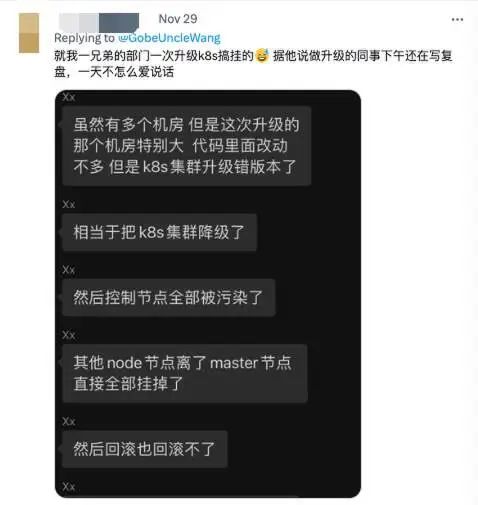 Nov 29
Replying to @GobeUncleWang
就我一兄弟的部门一次升级k8s搞挂的😅 据他说做升级的同事下午还在写复
盘，一天不怎么爱说话
Xx
虽然有多个机房 但是这次升级的
那个机房特别大 代码里面改动
不多 但是 k8s集群升级错版本了
Xx
相当于把 k8s集群降级了
Xx
然后控制节点全部被污染了
Xx
其他node节点离了master节点
直接全部挂掉了
Xx
然后回滚也回滚不了
Xx